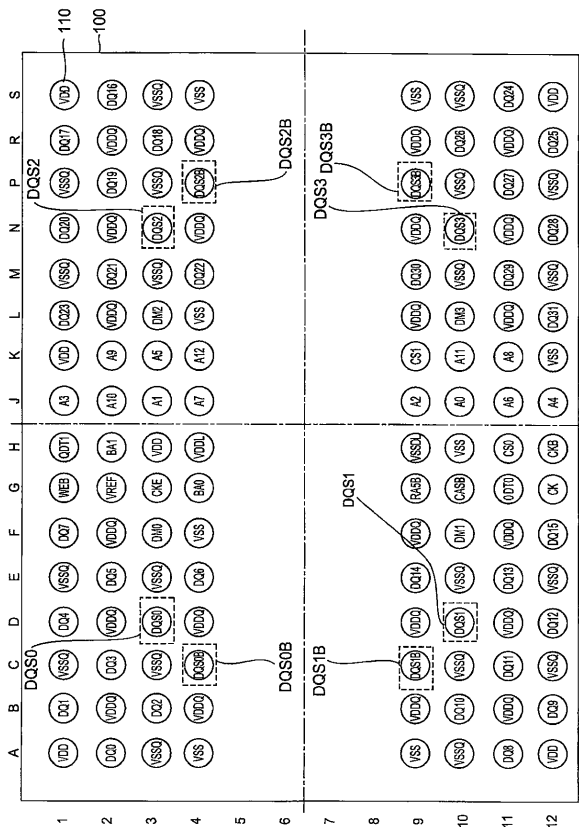 DQS0 DQS2 110
100
A B C D E F G H J K L M N P R S
1 VDD DQ1 VSSQ DQ4 VSSQ DQ7 WEB QDT1 A3 VDD DQ23 VSSQ DQ20 VSSQ DQ17 VDD
2 DQ0 VDDQ DQ3 VDDQ DQ5 VDDQ VREF BA1 A10 A9 VDDQ DQ21 VDDQ DQ19 VDDQ DQ16
3 VSSQ DQ2 VSSQ DQS0 VSSQ DM0 CKE VDD A1 A5 DM2 VSSQ DQS2 VSSQ DQ18 VSSQ
4 VSS VDDQ DQS0B VDDQ DQ6 VSS BA0 VDDL A7 A12 VSS DQ22 VDDQ DQS2B VDDQ VSS
5
DQS0B DQS2B
6
7
DQS1B DQS1 DQS3 DQS3B
8
9 VSS VDDQ DQS1B VDDQ DQ14 VDDQ RASB VSSDL A2 CS1 VDDQ DQ30 VDDQ DQS3B VDDQ VSS
10 VSSQ DQ10 VSSQ DQS1 VSSQ DM1 CASB VSS A0 A11 DM3 VSSQ DQS3 VSSQ DQ26 VSSQ
11 DQ8 VDDQ DQ11 VDDQ DQ13 VDDQ ODT0 CS0 A6 A8 VDDQ DQ29 VDDQ DQ27 VDDQ DQ24
12 VDD DQ9 VSSQ DQ12 VSSQ DQ15 CK CKB A4 VSS DQ31 VSSQ DQ28 VSSQ DQ25 VDD